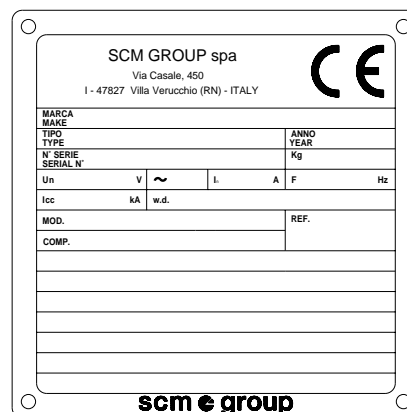 SCM GROUP spa
Via Casale, 450
I - 47827 Villa Verucchio (RN) - ITALY
CE
MARCA
MAKE
TIPO
TYPE
ANNO
YEAR
N° SERIE
SERIAL N°
Kg
Un V ~ In A F Hz
Icc kA w.d.
MOD.
REF.
COMP.
scm group